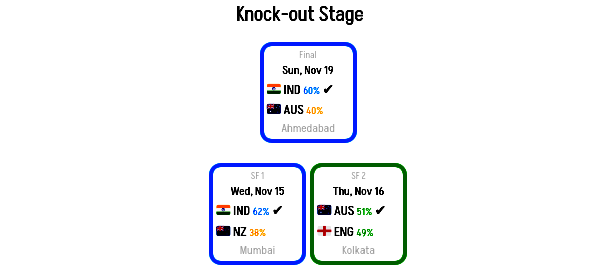 Knock-out Stage
Final
Sun, Nov 19
IND 60% ✔
AUS 40%
Ahmedabad
SF 1
Wed, Nov 15
IND 62% ✔
NZ 38%
Mumbai
SF 2
Thu, Nov 16
AUS 51% ✔
ENG 49%
Kolkata